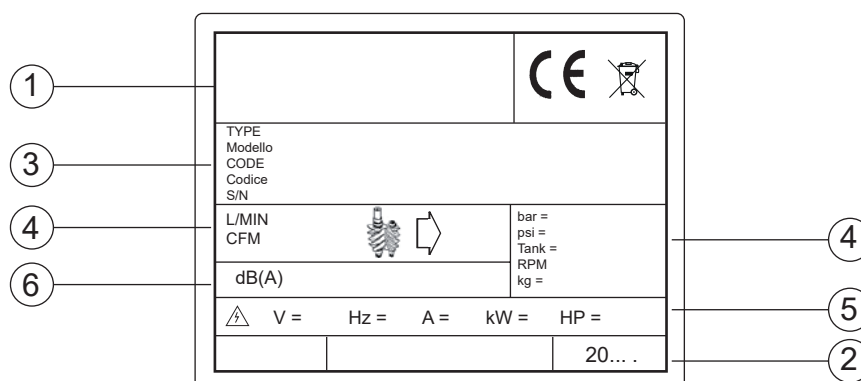 1
CE
TYPE
Modello
3
CODE
Codice
S/N
4
L/MIN
CFM
bar =
psi =
Tank =
RPM
kg =
4
6
dB(A)
V = Hz = A = kW = HP =
5
20... .
2